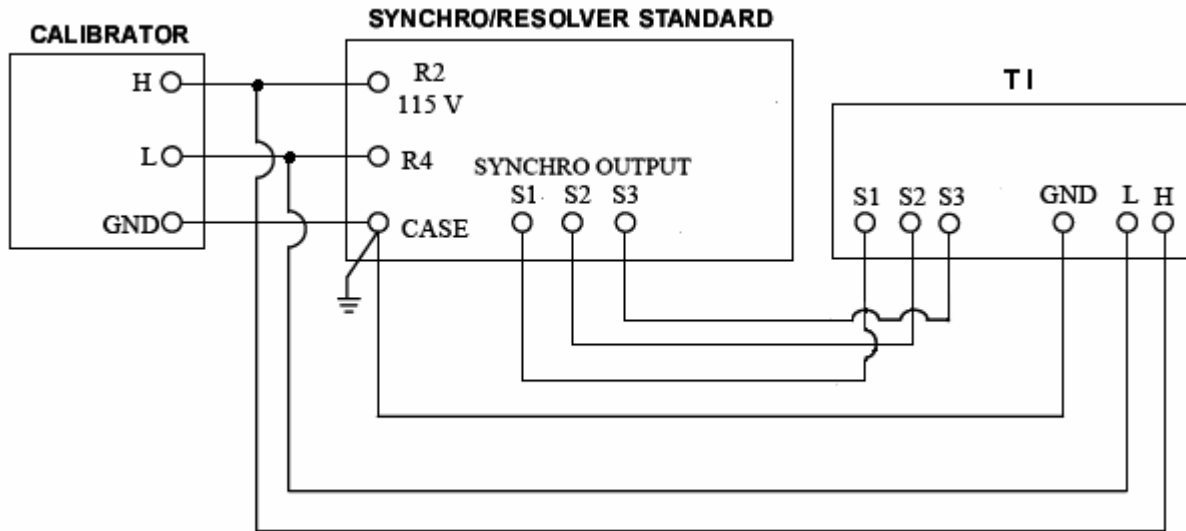 CALIBRATOR
H
L
GND
SYNCHRO/RESOLVER STANDARD
R2
115 V
R4
CASE
SYNCHRO OUTPUT
S1 S2 S3
T I
S1 S2 S3 GND L H